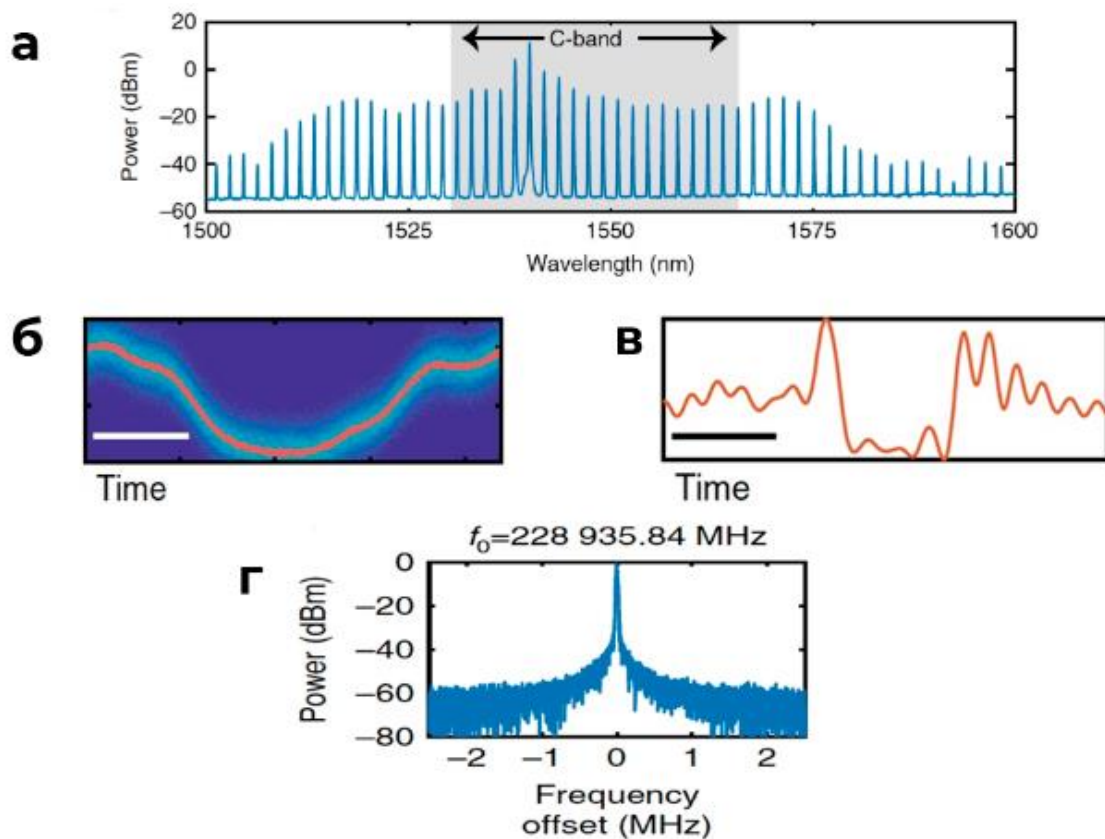 а
20
0
−20
−40
−60
Power (dBm)
C-band
1500
1525
1550
1575
1600
Wavelength (nm)
б
Time
в
Time
г
f₀=228 935.84 MHz
0
−20
−40
−60
−80
Power (dBm)
−2
−1
0
1
2
Frequency
offset (MHz)